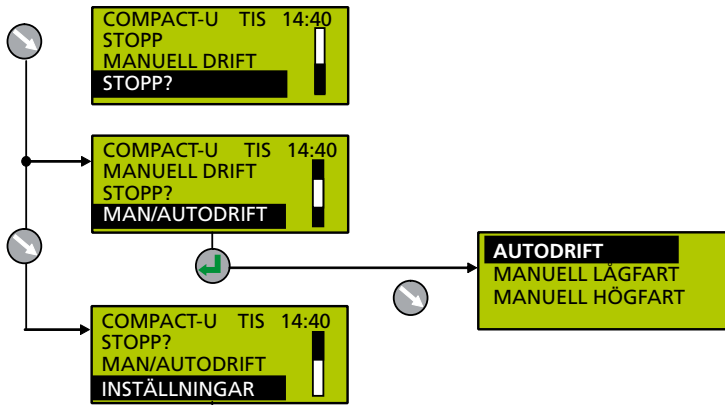 COMPACT-U TIS 14:40
STOPP
MANUELL DRIFT
STOPP?
COMPACT-U TIS 14:40
MANUELL DRIFT
STOPP?
MAN/AUTODRIFT
AUTODRIFT
MANUELL LÅGFART
MANUELL HÖGFART
COMPACT-U TIS 14:40
STOPP?
MAN/AUTODRIFT
INSTÄLLNINGAR